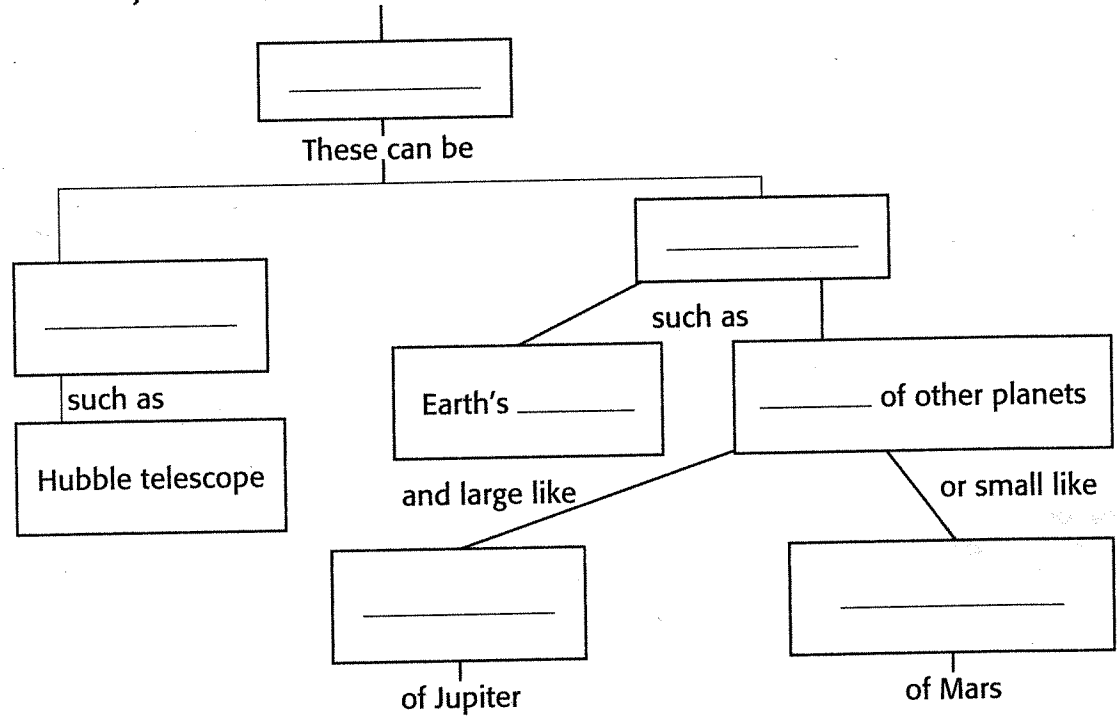 These can be
such as
Earth's ________ of other planets
such as
Hubble telescope
and large like
or small like
of Jupiter
of Mars